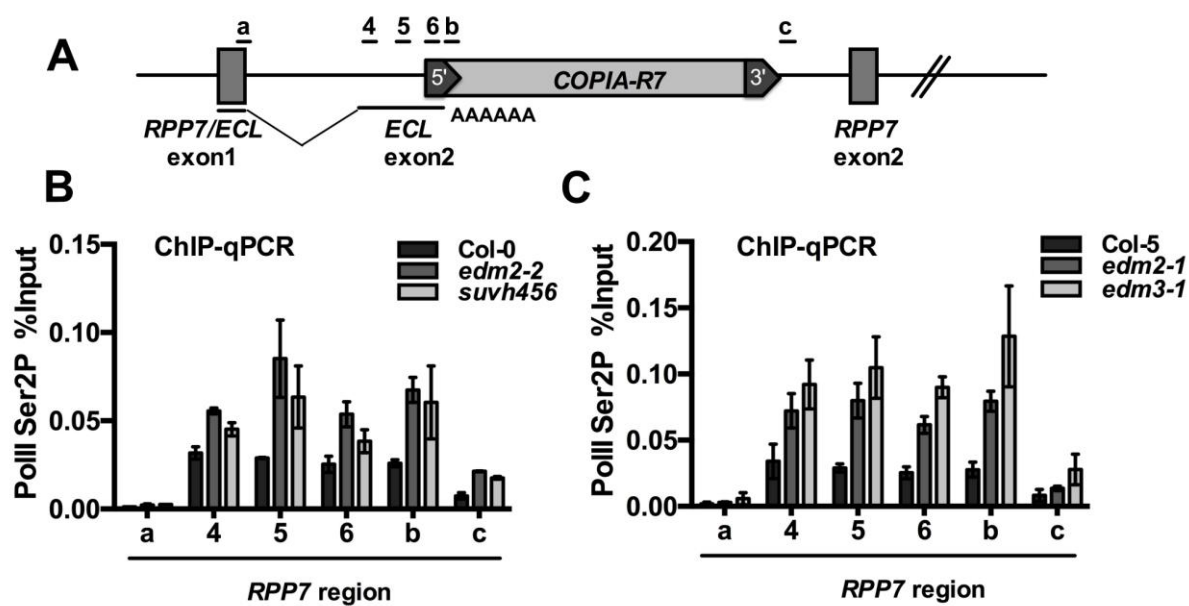 A
a 4 5 6 b c
5' COPIA-R7 3'
AAAAAA
RPP7/ECL exon1
ECL exon2
RPP7 exon2
B
ChIP-qPCR
Col-0
edm2-2
suvh456
PolII Ser2P %Input
0.15
0.10
0.05
0.00
a 4 5 6 b c
RPP7 region
C
ChIP-qPCR
Col-5
edm2-1
edm3-1
PolII Ser2P %Input
0.20
0.15
0.10
0.05
0.00
a 4 5 6 b c
RPP7 region